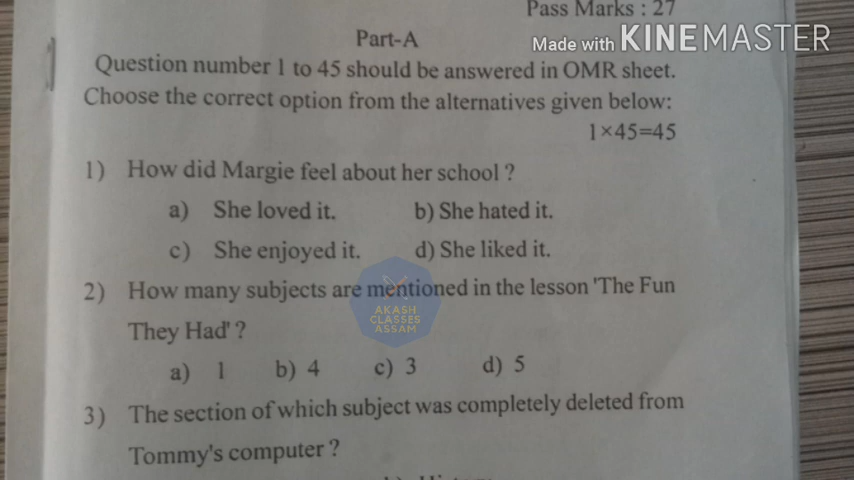 Pass Marks : 27
Made with KINEMASTER
Part-A
Question number 1 to 45 should be answered in OMR sheet.
Choose the correct option from the alternatives given below:
1×45=45
1) How did Margie feel about her school ?
a) She loved it. b) She hated it.
c) She enjoyed it. d) She liked it.
2) How many subjects are mentioned in the lesson 'The Fun
They Had' ?
AKASH
CLASSES
ASSAM
a) 1 b) 4 c) 3 d) 5
3) The section of which subject was completely deleted from
Tommy's computer ?